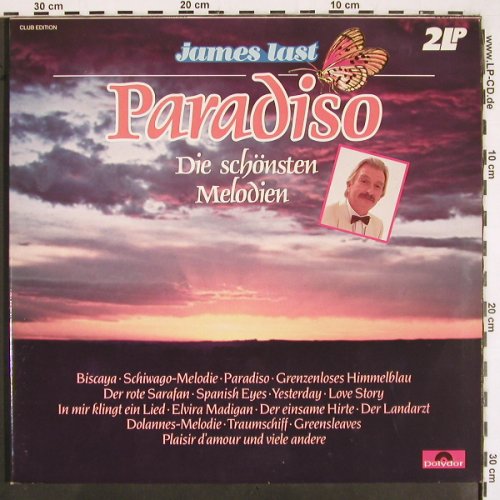 30 cm
20 cm
10 cm
CLUB EDITION
james last
2LP
Paradiso
Die schönsten
Melodien
Biscaya · Schiwago-Melodie · Paradiso · Grenzenloses Himmelblau
Der rote Sarafan · Spanish Eyes · Yesterday · Love Story
In mir klingt ein Lied · Elvira Madigan · Der einsame Hirte · Der Landarzt
Dolannes-Melodie · Traumschiff · Greensleaves
Plaisir d'amour und viele andere
Polydor
www.LP-CD.de
10 cm
20 cm
30 cm